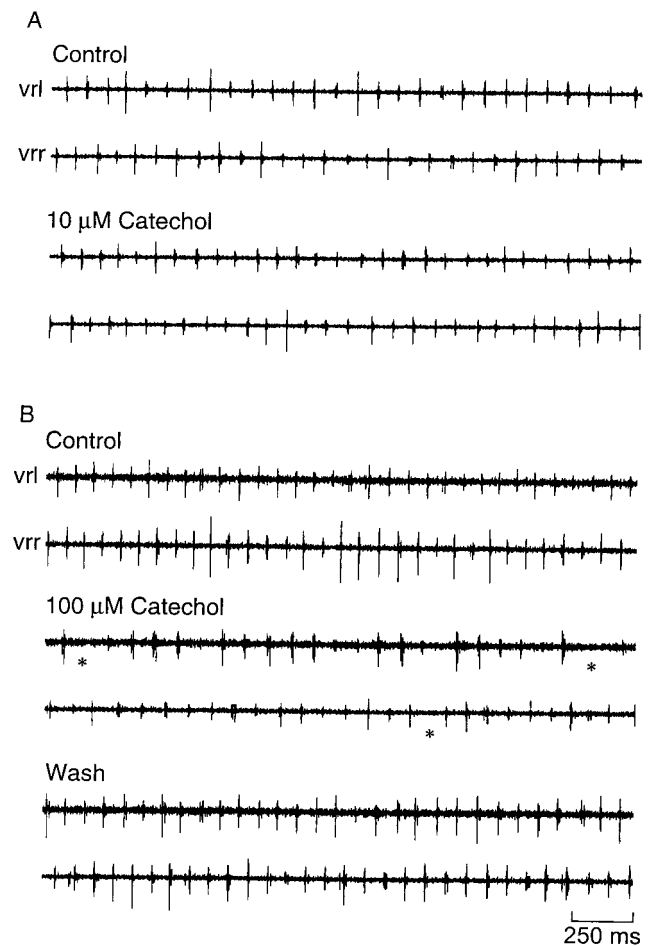 A
Control
vrl
vrr
10 μM Catechol
B
Control
vrl
vrr
100 μM Catechol
*
*
*
Wash
250 ms